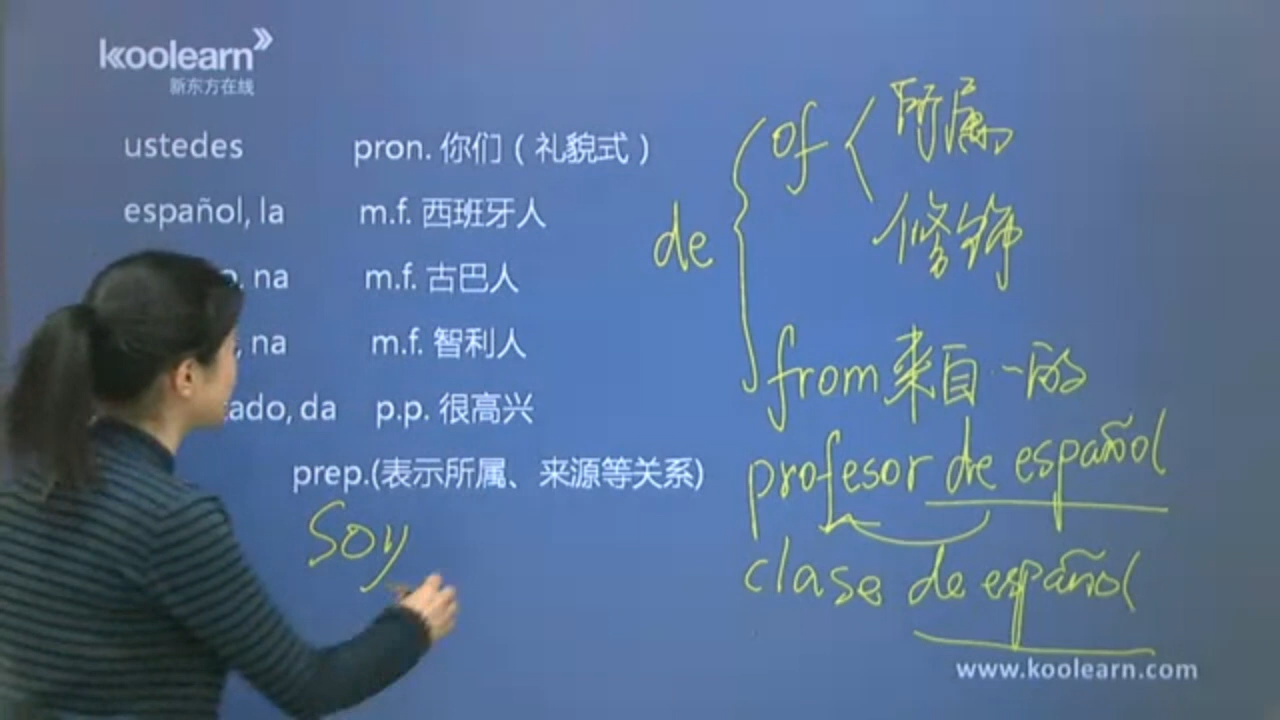 koolearn
新东方在线
ustedes pron. 你们（礼貌式）
español, la m.f. 西班牙人
na m.f. 古巴人
na m.f. 智利人
ado, da p.p. 很高兴
prep.(表示所属、来源等关系)
soy
de
of
所属
修饰
from 来自一的
profesor de español
clase de español
www.koolearn.com